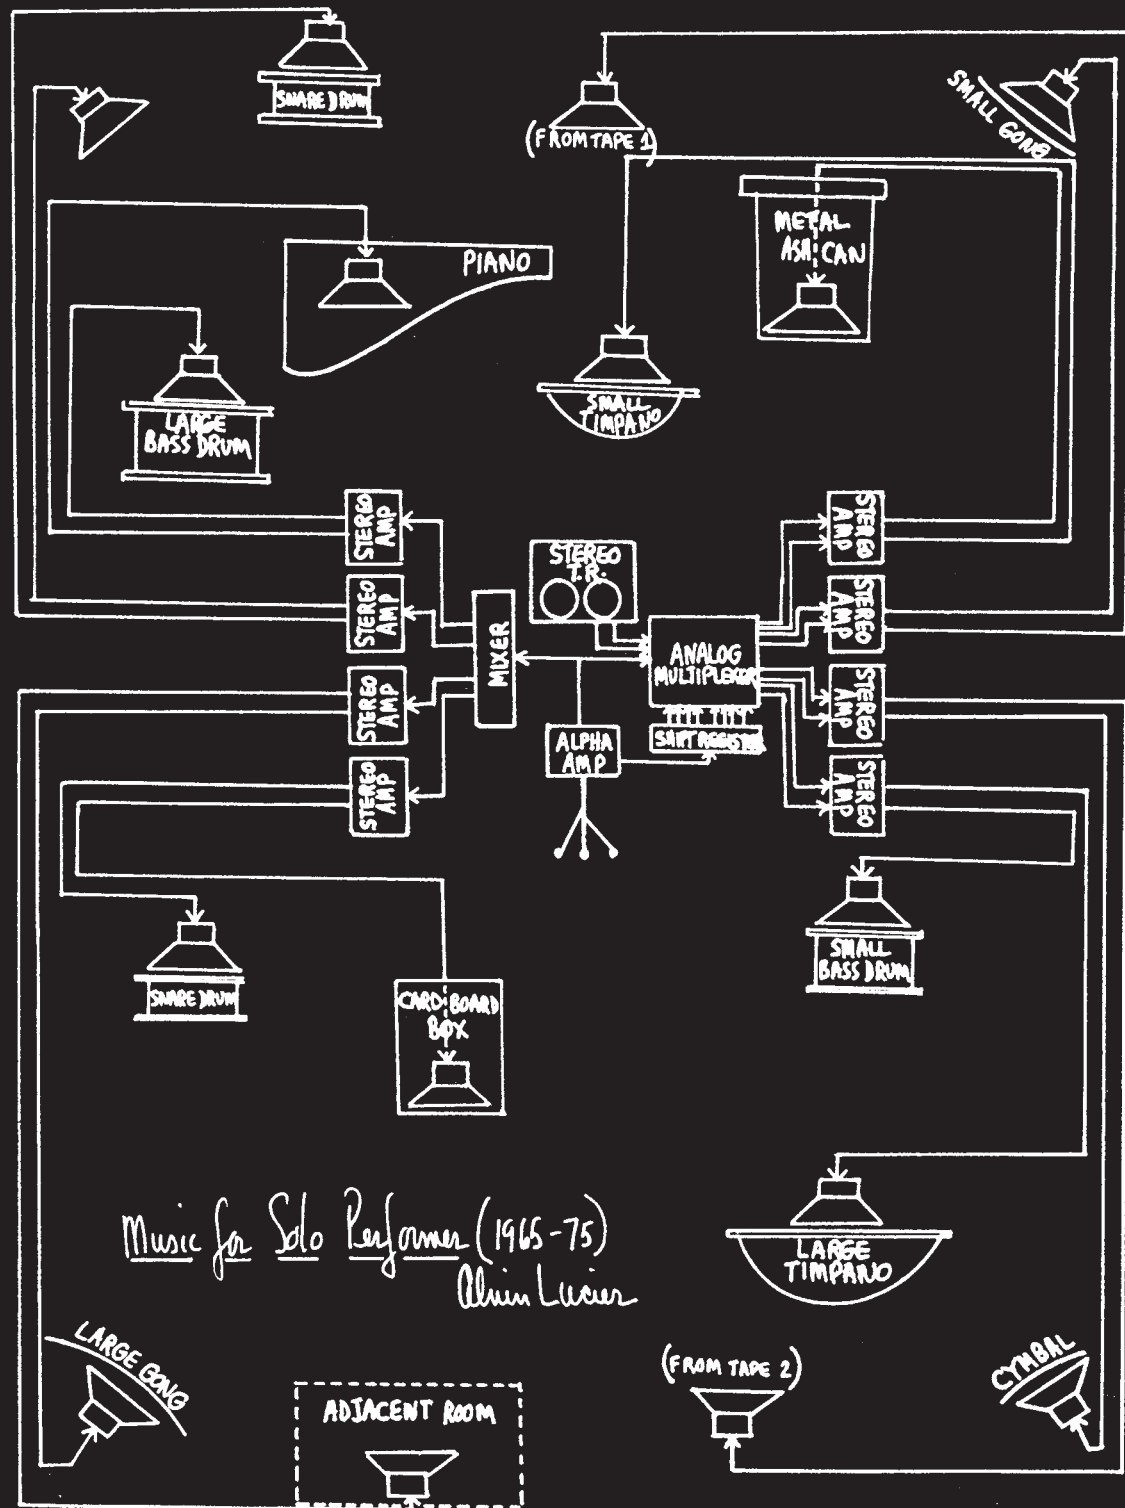 SNARE DRUM
(FROM TAPE 1)
SMALL GONG
METAL
ASH CAN
PIANO
SMALL
TIMPANO
LARGE
BASS DRUM
STEREO
AMP
STEREO
AMP
STEREO
AMP
STEREO
AMP
MIXER
STEREO
T.R.
ANALOG
MULTIPLEXER
SHIFT REGISTER
ALPHA
AMP
STEREO
AMP
STEREO
AMP
STEREO
AMP
STEREO
AMP
SNARE DRUM
CARDBOARD
BOX
SMALL
BASS DRUM
Music for Solo Performer (1965-75)
Alvin Lucier
LARGE
TIMPANO
LARGE GONG
ADJACENT ROOM
(FROM TAPE 2)
CYMBAL